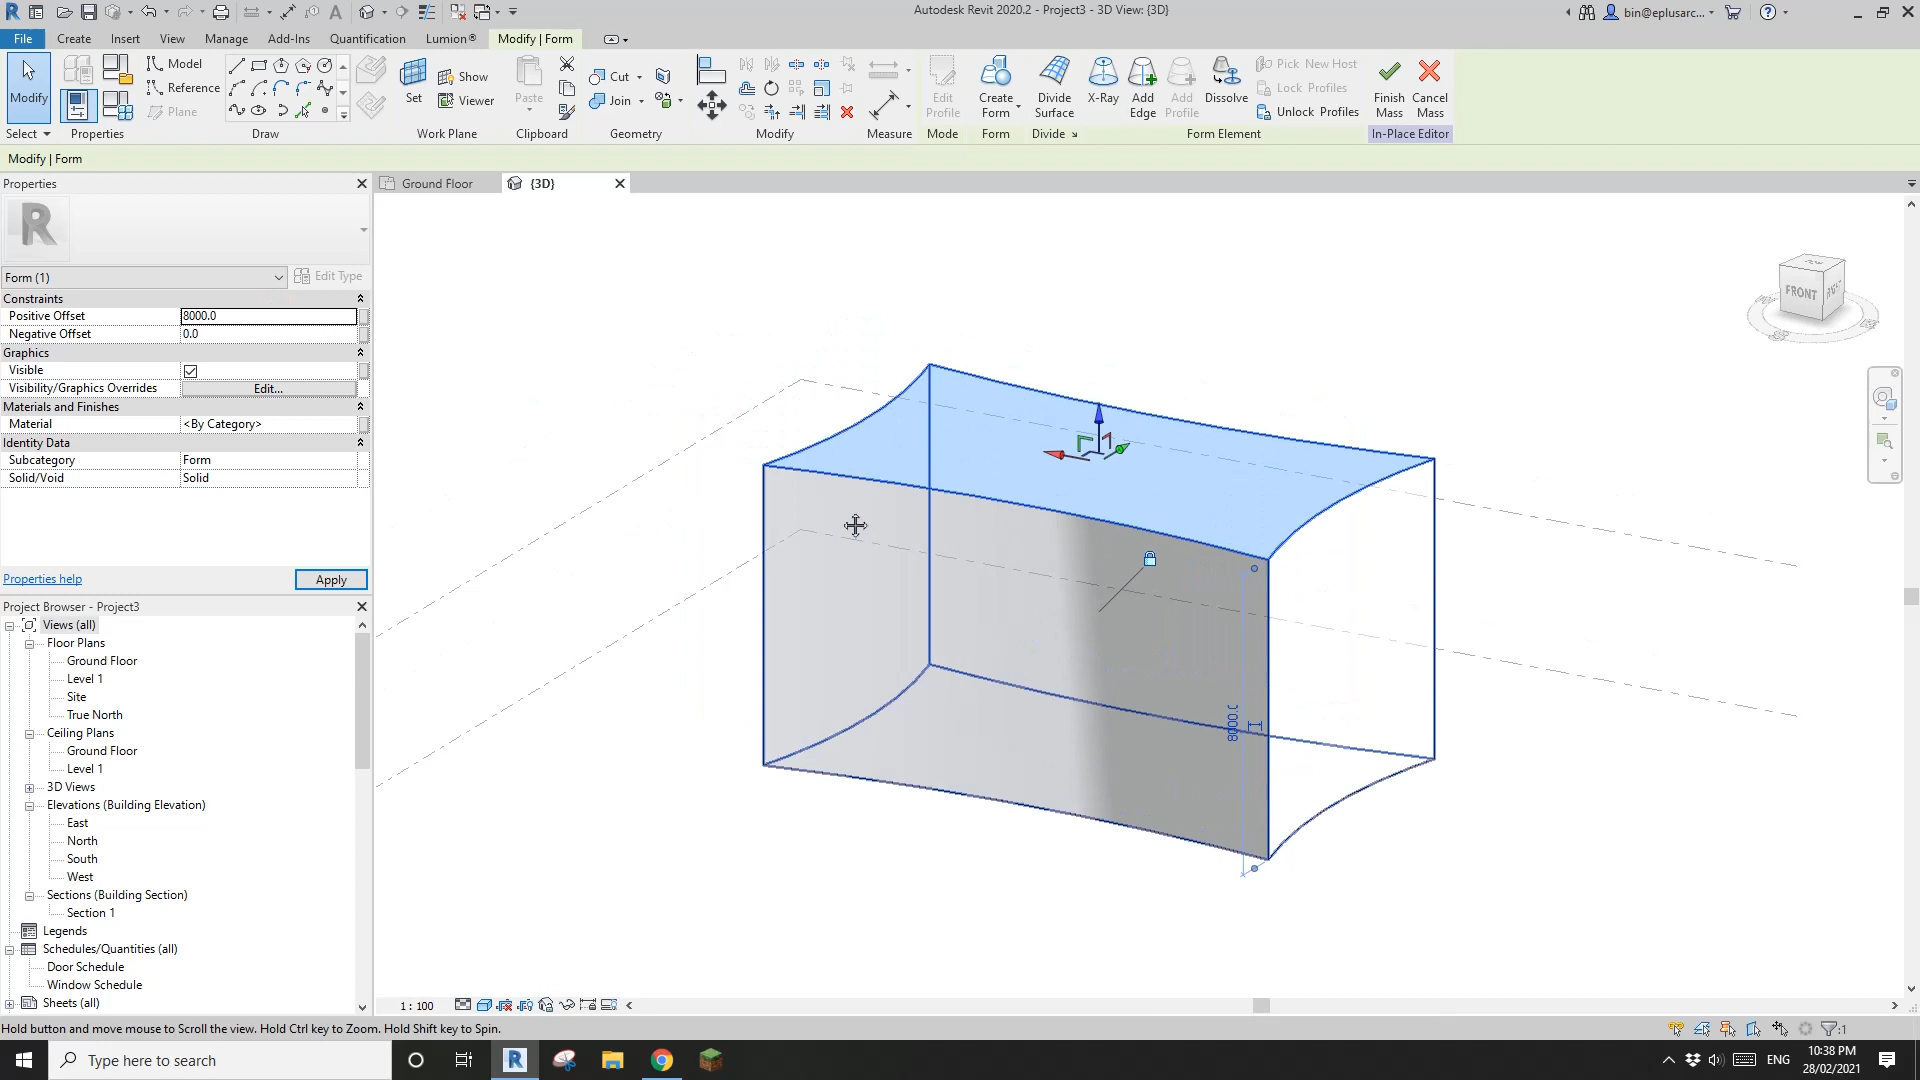 Autodesk Revit 2020.2 - Project3 - 3D View: {3D}
bin@eplusarc...
File Create Insert View Manage Add-Ins Quantification Lumion® Modify | Form
Modify
Select
Properties
Model
Reference
Plane
Draw
Set
Show
Viewer
Work Plane
Paste
Clipboard
Cut
Join
Geometry
Modify
Measure
Edit Profile
Mode
Create Form
Form
Divide Surface
Divide
X-Ray
Add Edge
Add Profile
Dissolve
Pick New Host
Lock Profiles
Unlock Profiles
Form Element
Finish Mass
Cancel Mass
In-Place Editor
Modify | Form
Properties
Ground Floor
{3D}
Form (1)
Edit Type
Constraints
Positive Offset 8000.0
Negative Offset 0.0
Graphics
Visible
Visibility/Graphics Overrides Edit...
Materials and Finishes
Material <By Category>
Identity Data
Subcategory Form
Solid/Void Solid
Properties help
Apply
Project Browser - Project3
Views (all)
Floor Plans
Ground Floor
Level 1
Site
True North
Ceiling Plans
Ground Floor
Level 1
3D Views
Elevations (Building Elevation)
East
North
South
West
Sections (Building Section)
Section 1
Legends
Schedules/Quantities (all)
Door Schedule
Window Schedule
Sheets (all)
FRONT
8000.0
1 : 100
Hold button and move mouse to Scroll the view. Hold Ctrl key to Zoom. Hold Shift key to Spin.
:1
Type here to search
ENG
10:38 PM
28/02/2021